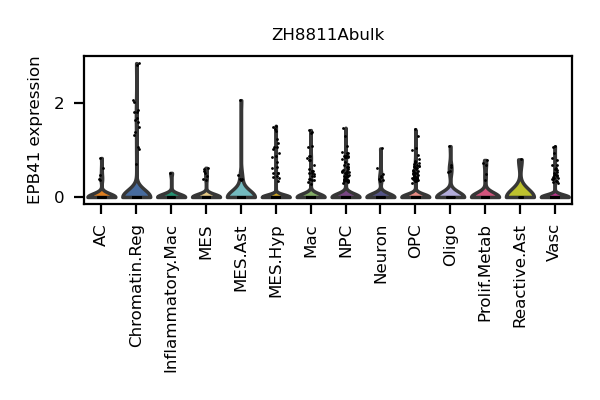 ZH8811Abulk
EPB41 expression
2
0
AC
Chromatin.Reg
Inflammatory.Mac
MES
MES.Ast
MES.Hyp
Mac
NPC
Neuron
OPC
Oligo
Prolif.Metab
Reactive.Ast
Vasc